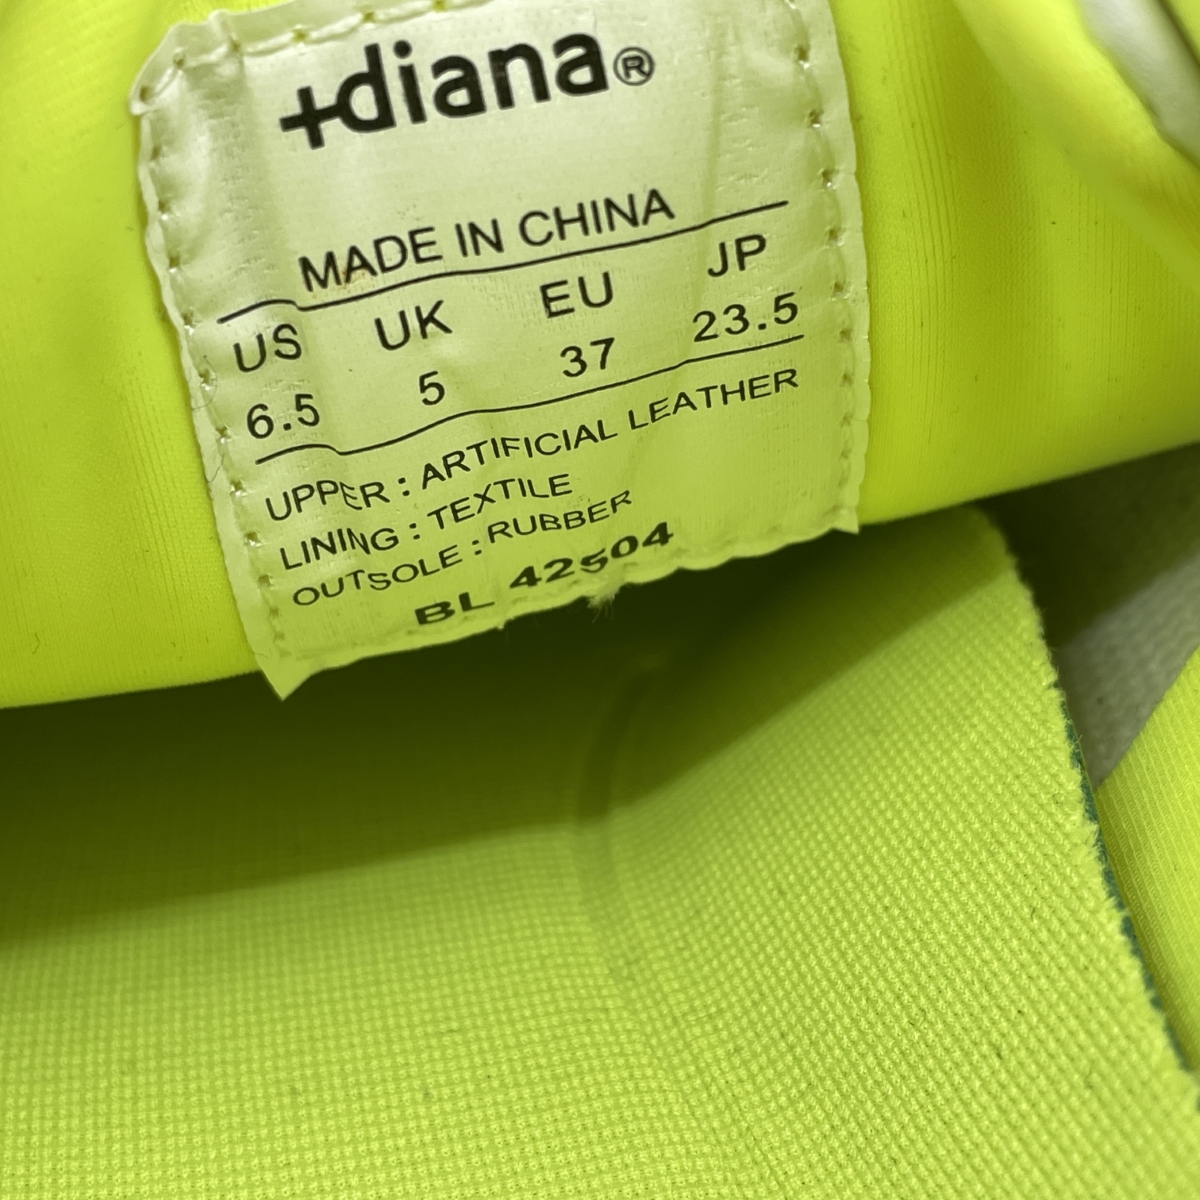 +diana®
MADE IN CHINA
US UK EU JP
6.5 5 37 23.5
UPPER : ARTIFICIAL LEATHER
LINING : TEXTILE
OUTSOLE : RUBBER
BL 42504